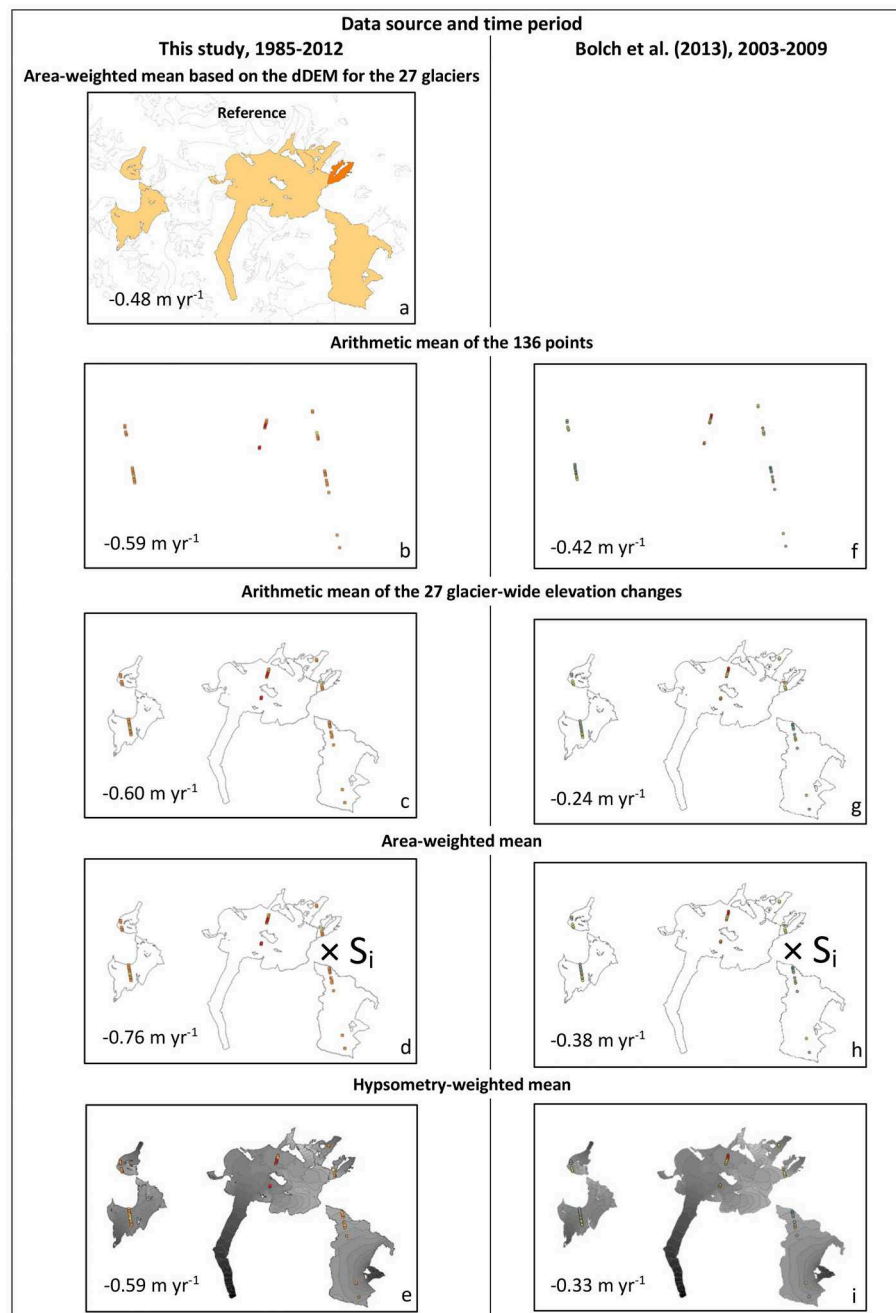 Data source and time period
This study, 1985-2012
Bolch et al. (2013), 2003-2009
Area-weighted mean based on the dDEM for the 27 glaciers
Reference
-0.48 m yr⁻¹
a
Arithmetic mean of the 136 points
-0.59 m yr⁻¹
b
-0.42 m yr⁻¹
f
Arithmetic mean of the 27 glacier-wide elevation changes
-0.60 m yr⁻¹
c
-0.24 m yr⁻¹
g
Area-weighted mean
× Sᵢ
-0.76 m yr⁻¹
d
× Sᵢ
-0.38 m yr⁻¹
h
Hypsometry-weighted mean
-0.59 m yr⁻¹
e
-0.33 m yr⁻¹
i